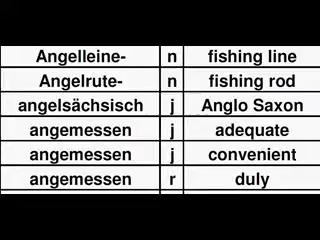 Angelleine- n fishing line
Angelrute- n fishing rod
angelsächsisch j Anglo Saxon
angemessen j adequate
angemessen j convenient
angemessen r duly